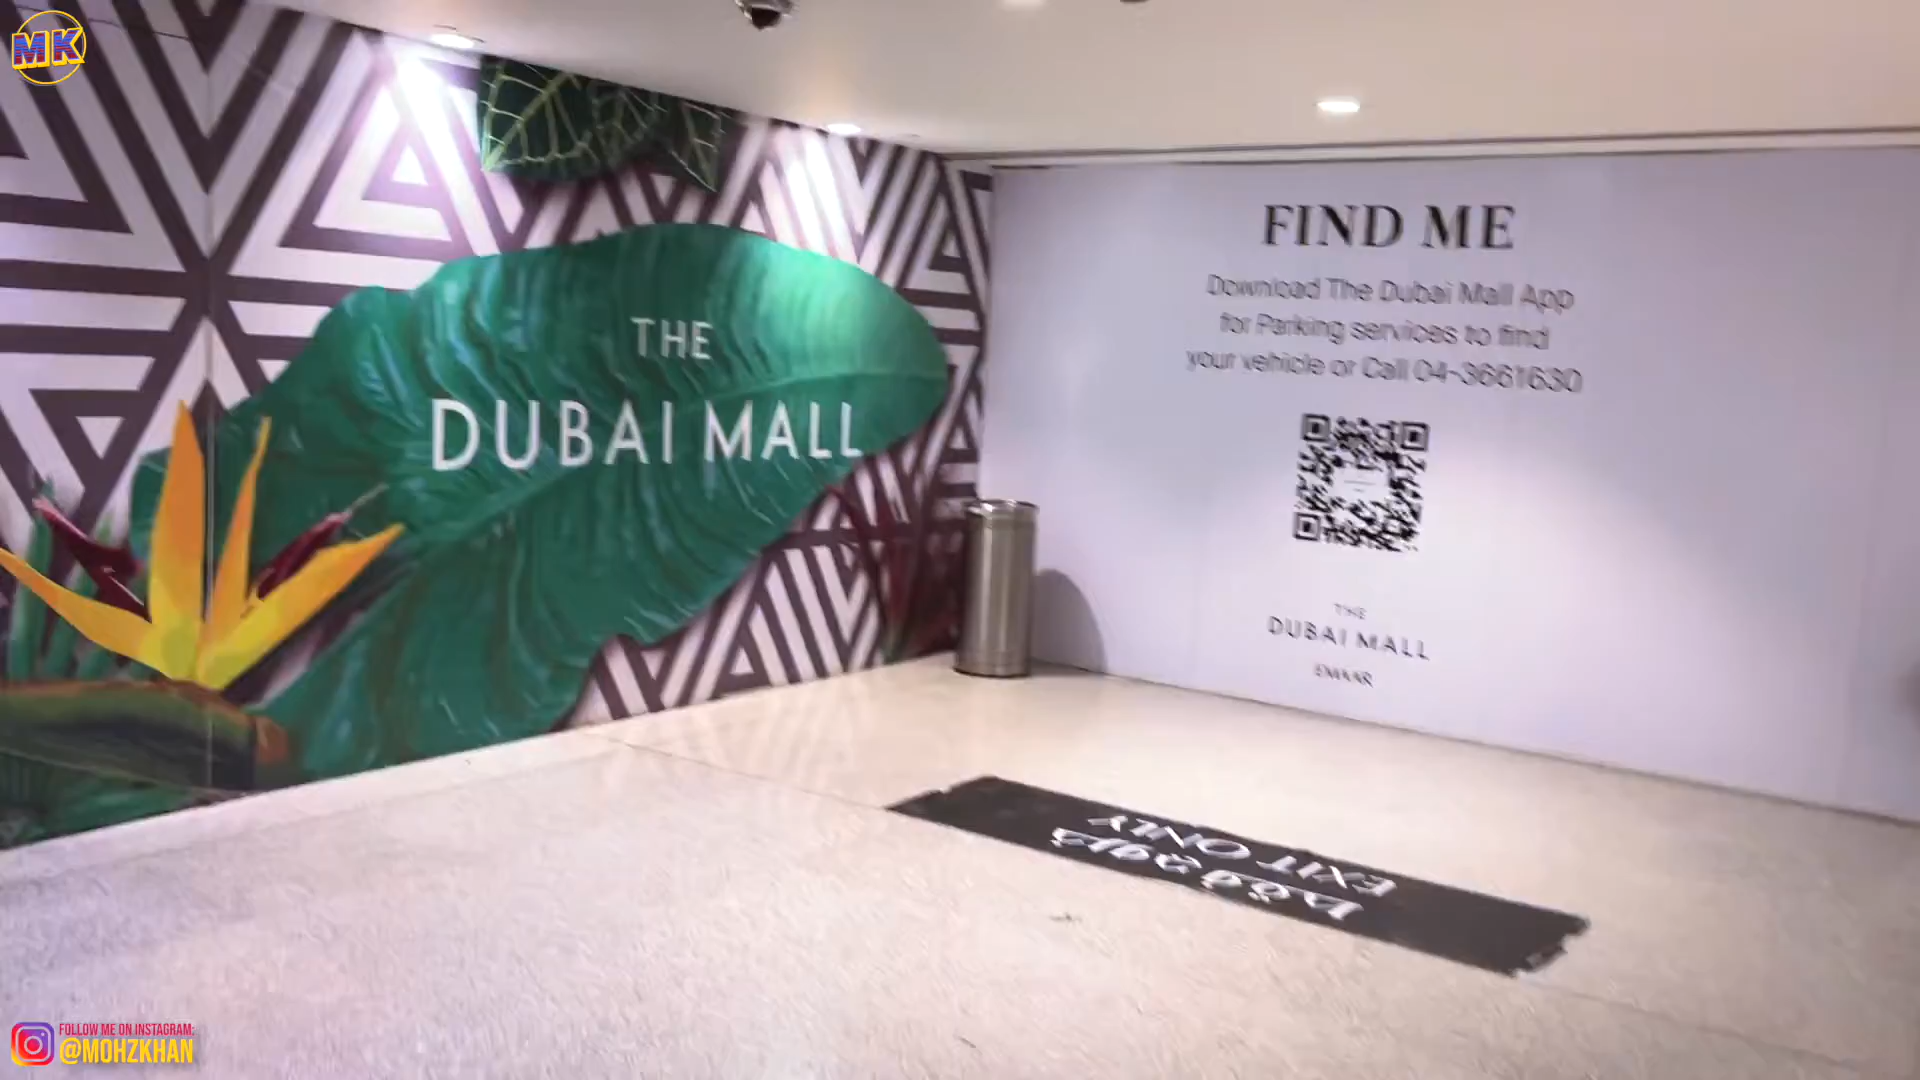 MK
THE
DUBAI MALL
FIND ME
Download The Dubai Mall App
for Parking services to find
your vehicle or Call 04-3661630
THE
DUBAI MALL
EMAAR
EXIT ONLY
FOLLOW ME ON INSTAGRAM:
@MOHZKHAN